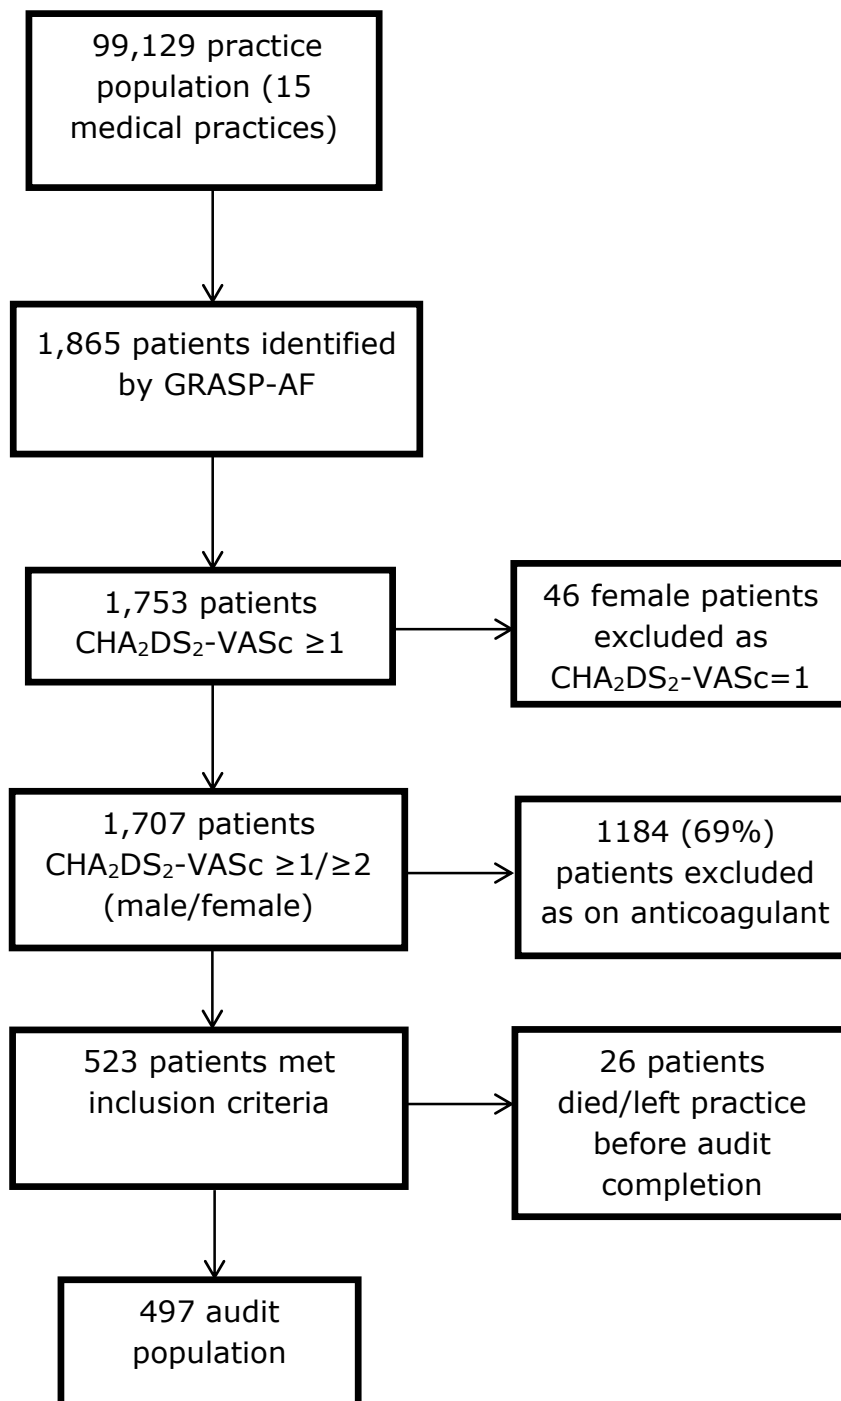 99,129 practice
population (15
medical practices)
1,865 patients identified
by GRASP-AF
1,753 patients
CHA₂DS₂-VASc ≥1
46 female patients
excluded as
CHA₂DS₂-VASc=1
1,707 patients
CHA₂DS₂-VASc ≥1/≥2
(male/female)
1184 (69%)
patients excluded
as on anticoagulant
523 patients met
inclusion criteria
26 patients
died/left practice
before audit
completion
497 audit
population